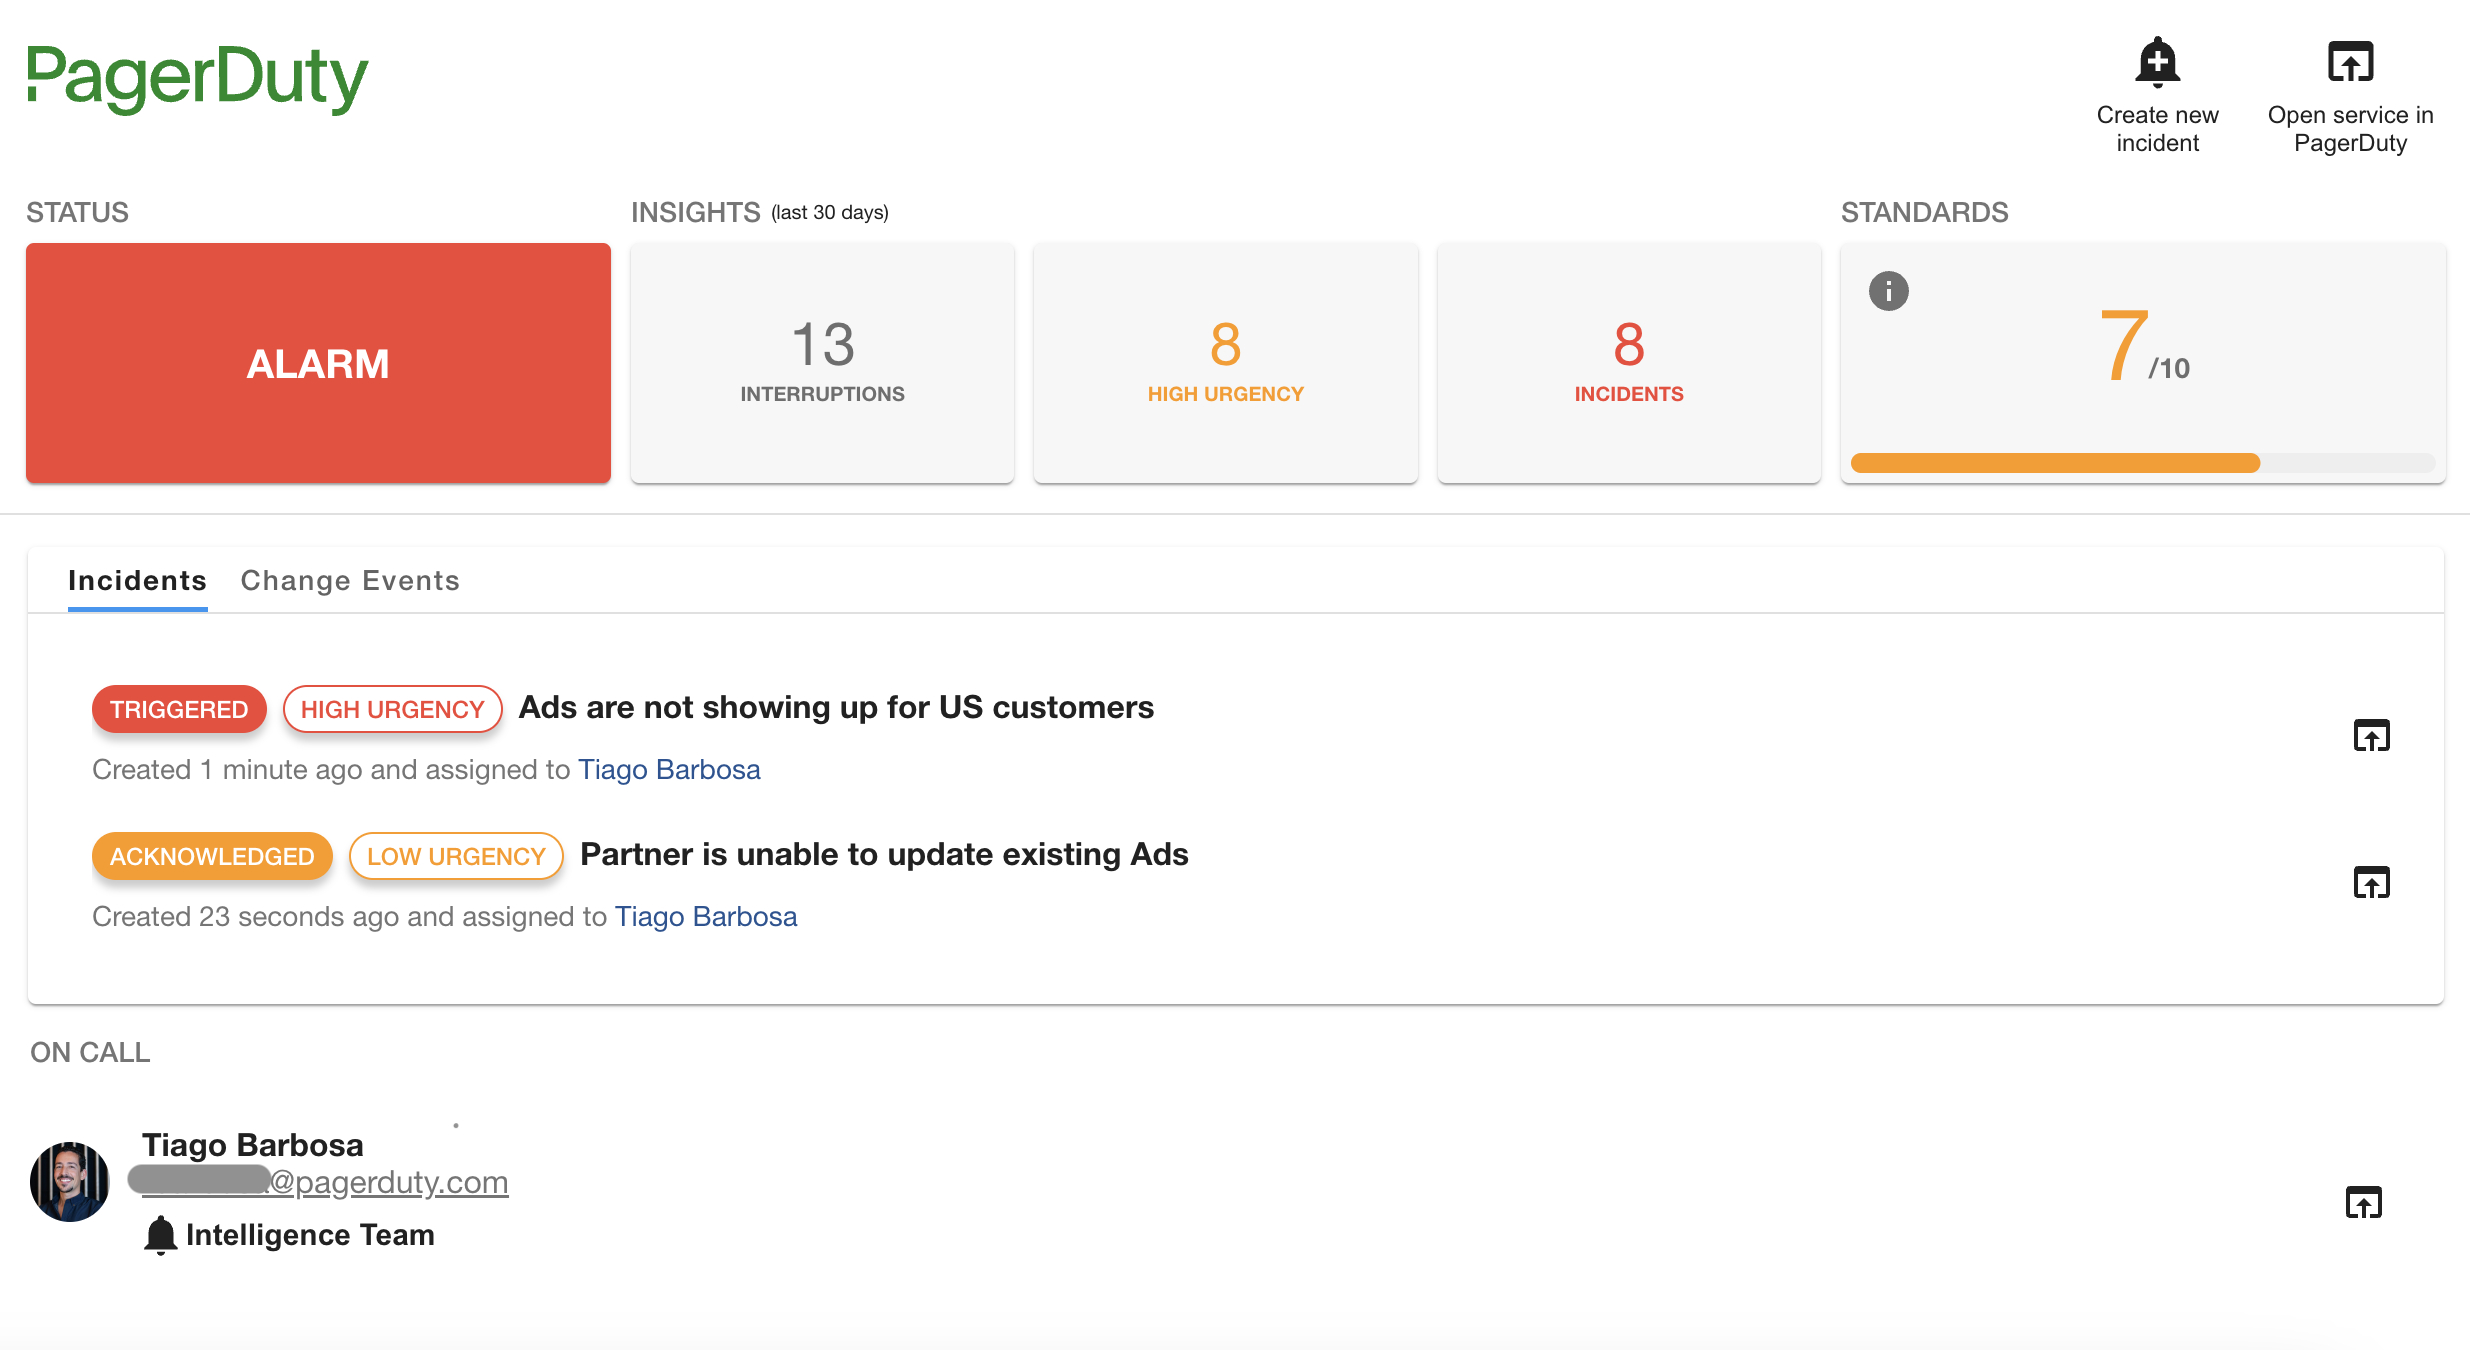 PagerDuty
Create new
incident
Open service in
PagerDuty
STATUS
INSIGHTS (last 30 days)
STANDARDS
ALARM
13
INTERRUPTIONS
8
HIGH URGENCY
8
INCIDENTS
i
7/10
Incidents Change Events
TRIGGERED HIGH URGENCY Ads are not showing up for US customers
Created 1 minute ago and assigned to Tiago Barbosa
ACKNOWLEDGED LOW URGENCY Partner is unable to update existing Ads
Created 23 seconds ago and assigned to Tiago Barbosa
ON CALL
Tiago Barbosa
@pagerduty.com
Intelligence Team